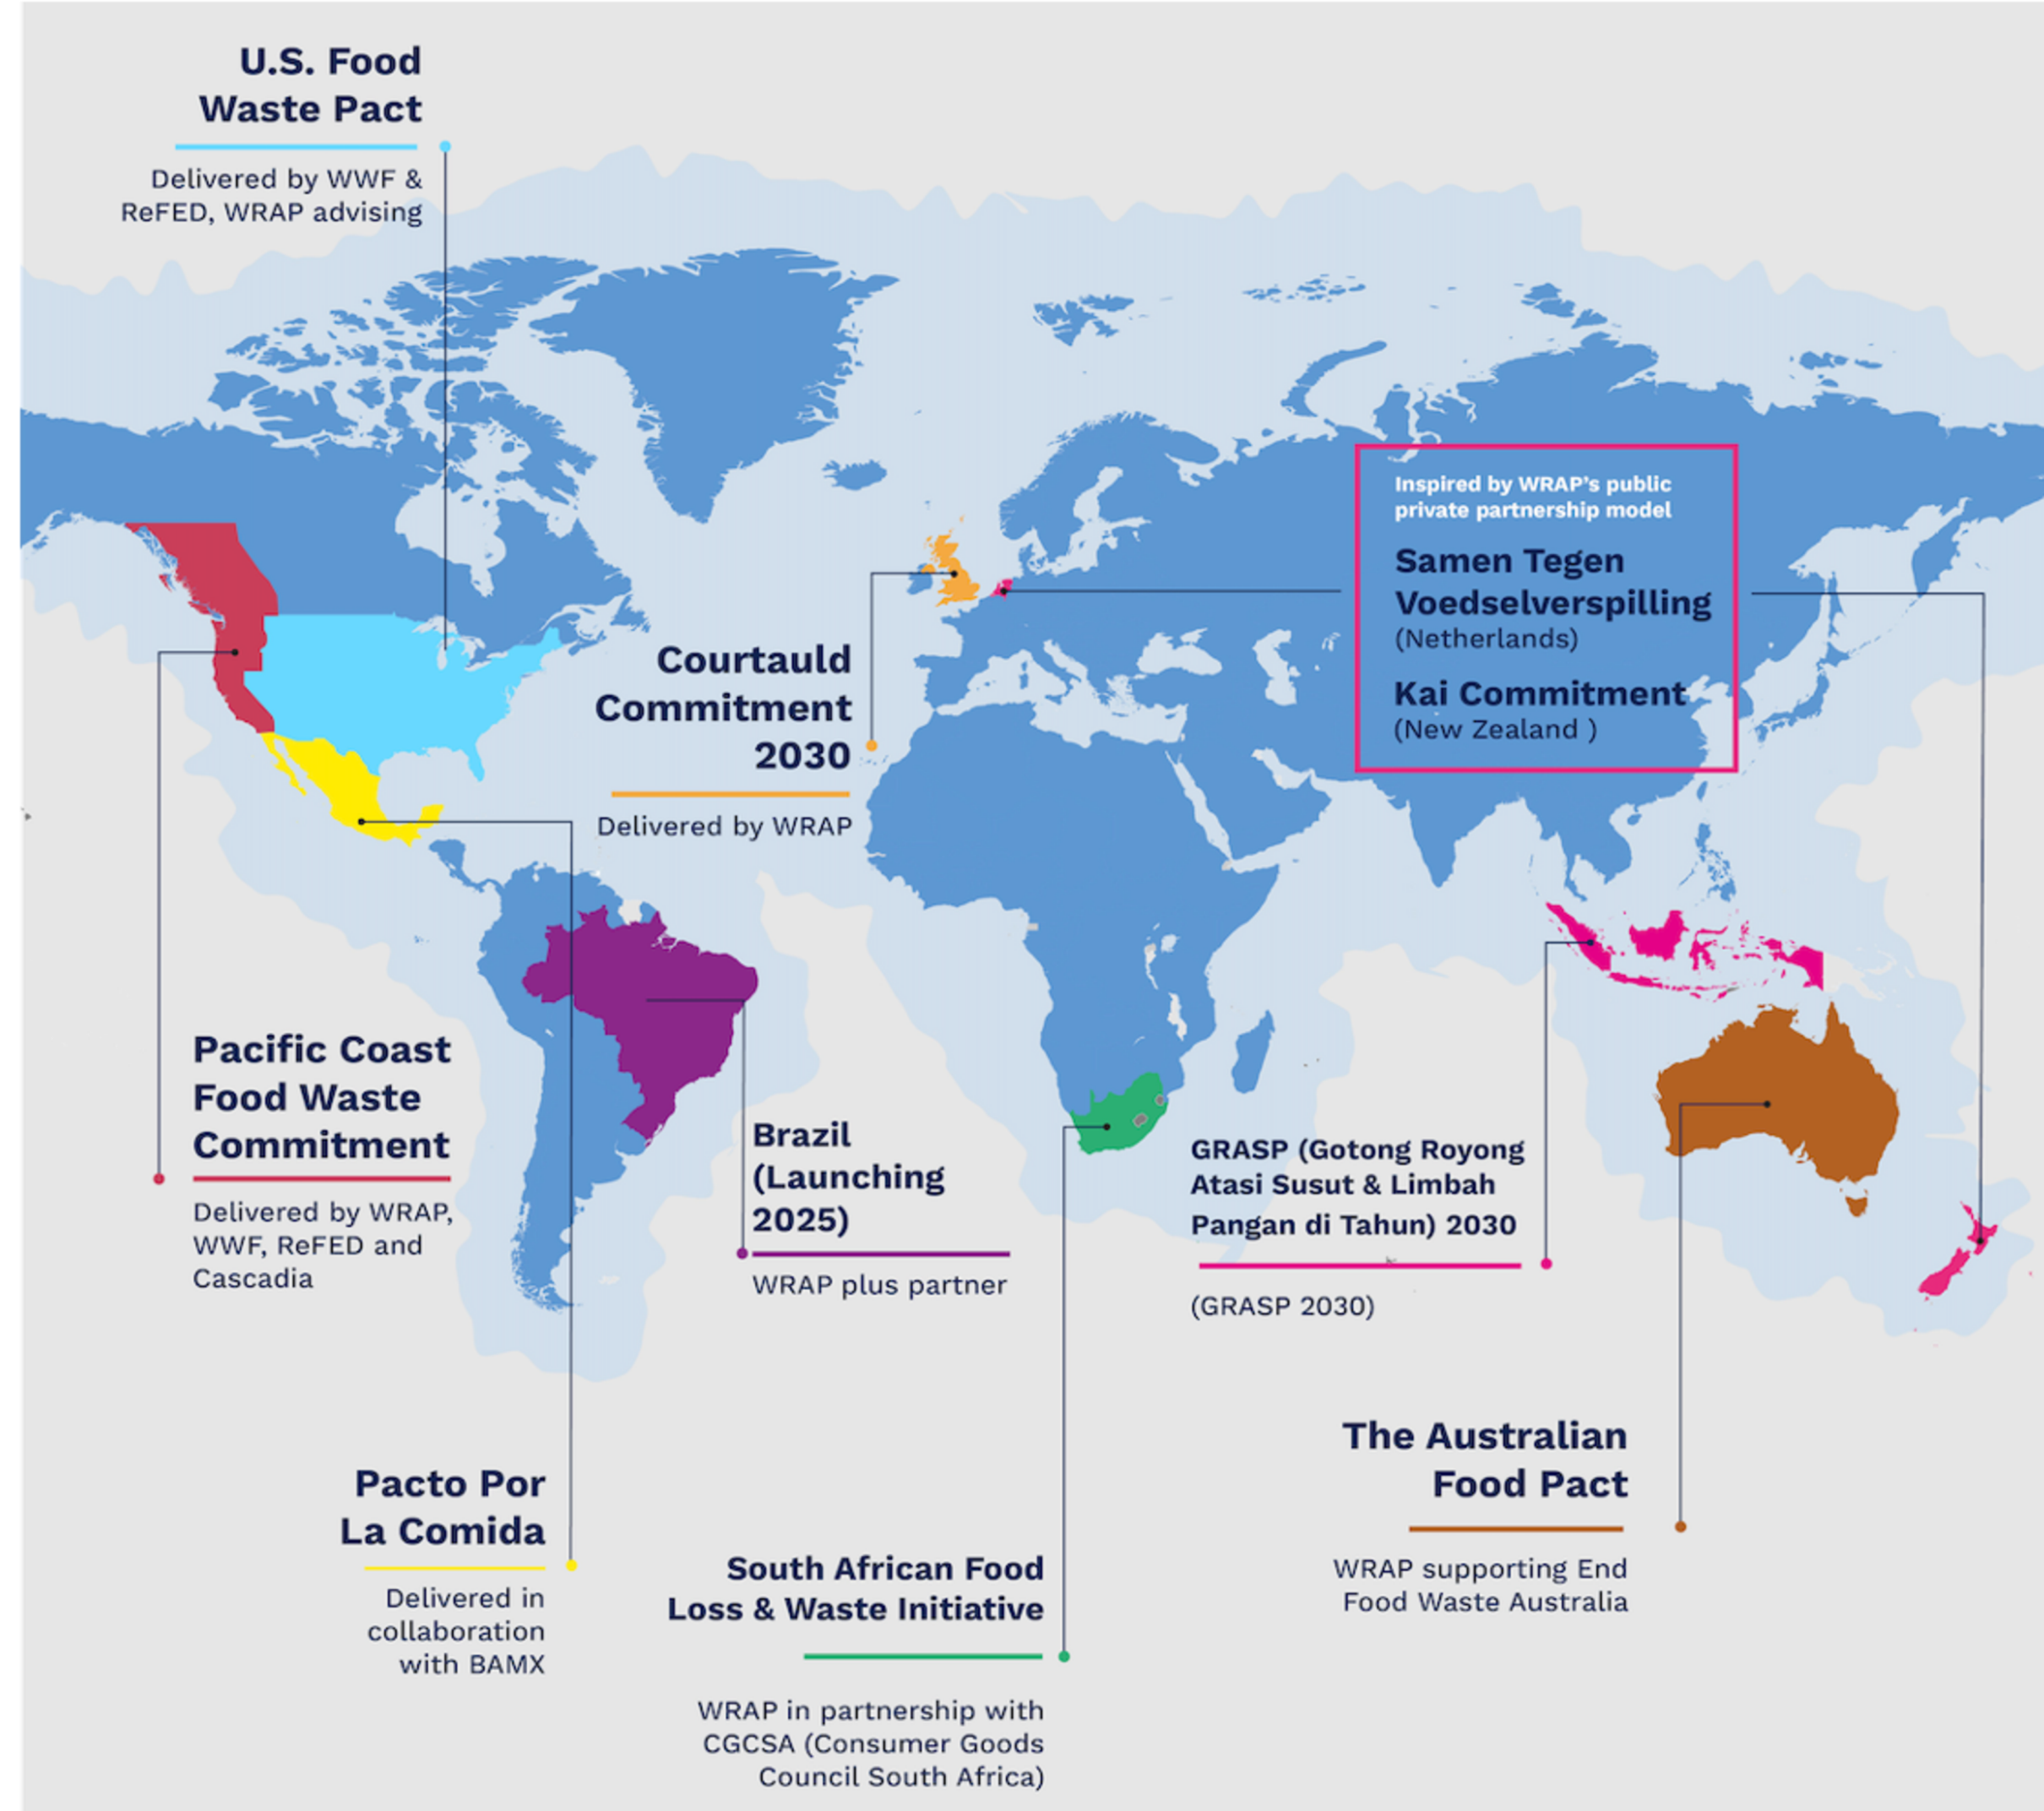 U.S. Food
Waste Pact
Delivered by WWF &
ReFED, WRAP advising
Inspired by WRAP's public
private partnership model
Samen Tegen
Voedselverspilling
(Netherlands)
Kai Commitment
(New Zealand )
Courtauld
Commitment
2030
Delivered by WRAP
Pacific Coast
Food Waste
Commitment
Delivered by WRAP,
WWF, ReFED and
Cascadia
Brazil
(Launching
2025)
WRAP plus partner
GRASP (Gotong Royong
Atasi Susut & Limbah
Pangan di Tahun) 2030
(GRASP 2030)
The Australian
Food Pact
WRAP supporting End
Food Waste Australia
Pacto Por
La Comida
Delivered in
collaboration
with BAMX
South African Food
Loss & Waste Initiative
WRAP in partnership with
CGCSA (Consumer Goods
Council South Africa)